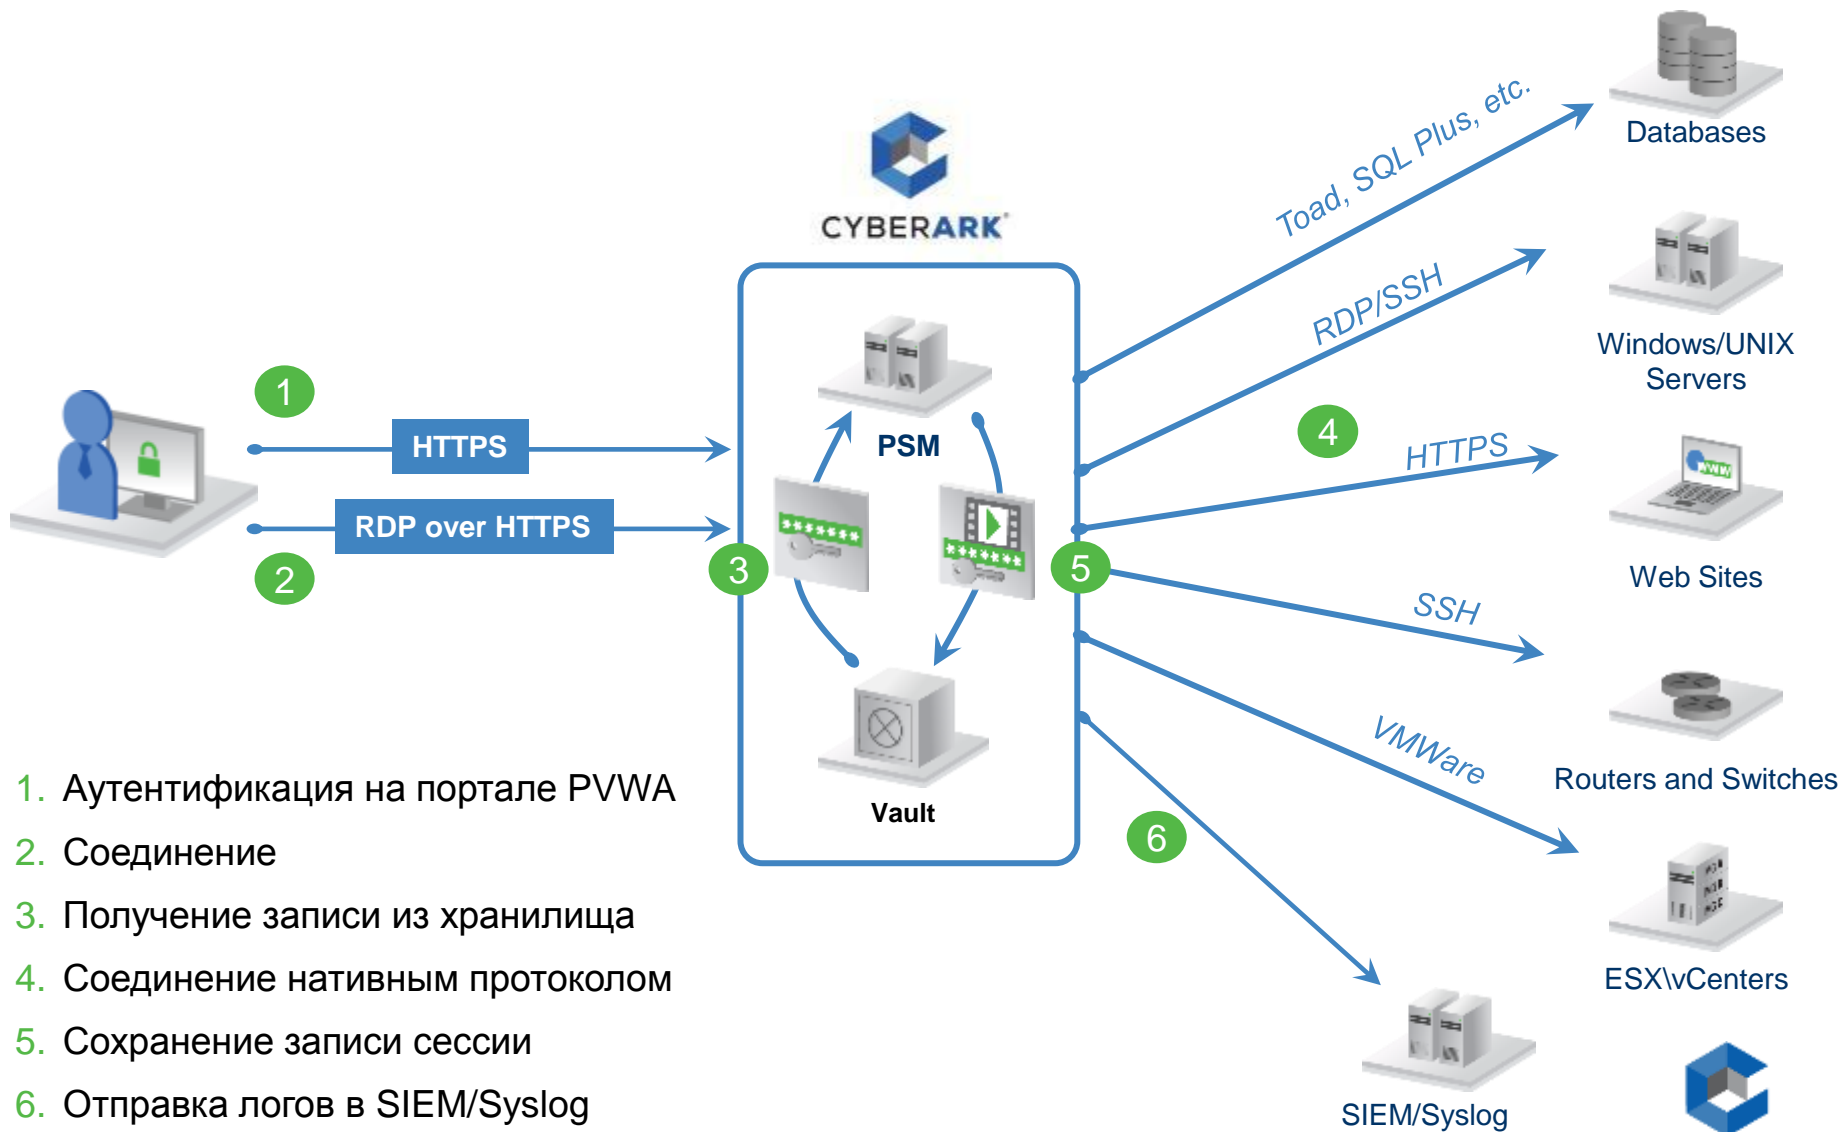 CYBERARK®
Toad, SQL Plus, etc.
Databases
RDP/SSH
Windows/UNIX
Servers
1
HTTPS
PSM
4
HTTPS
WWW
Web Sites
RDP over HTTPS
2
3
5
SSH
Routers and Switches
VMWare
Vault
6
ESX\vCenters
SIEM/Syslog
1. Аутентификация на портале PVWA
2. Соединение
3. Получение записи из хранилища
4. Соединение нативным протоколом
5. Сохранение записи сессии
6. Отправка логов в SIEM/Syslog